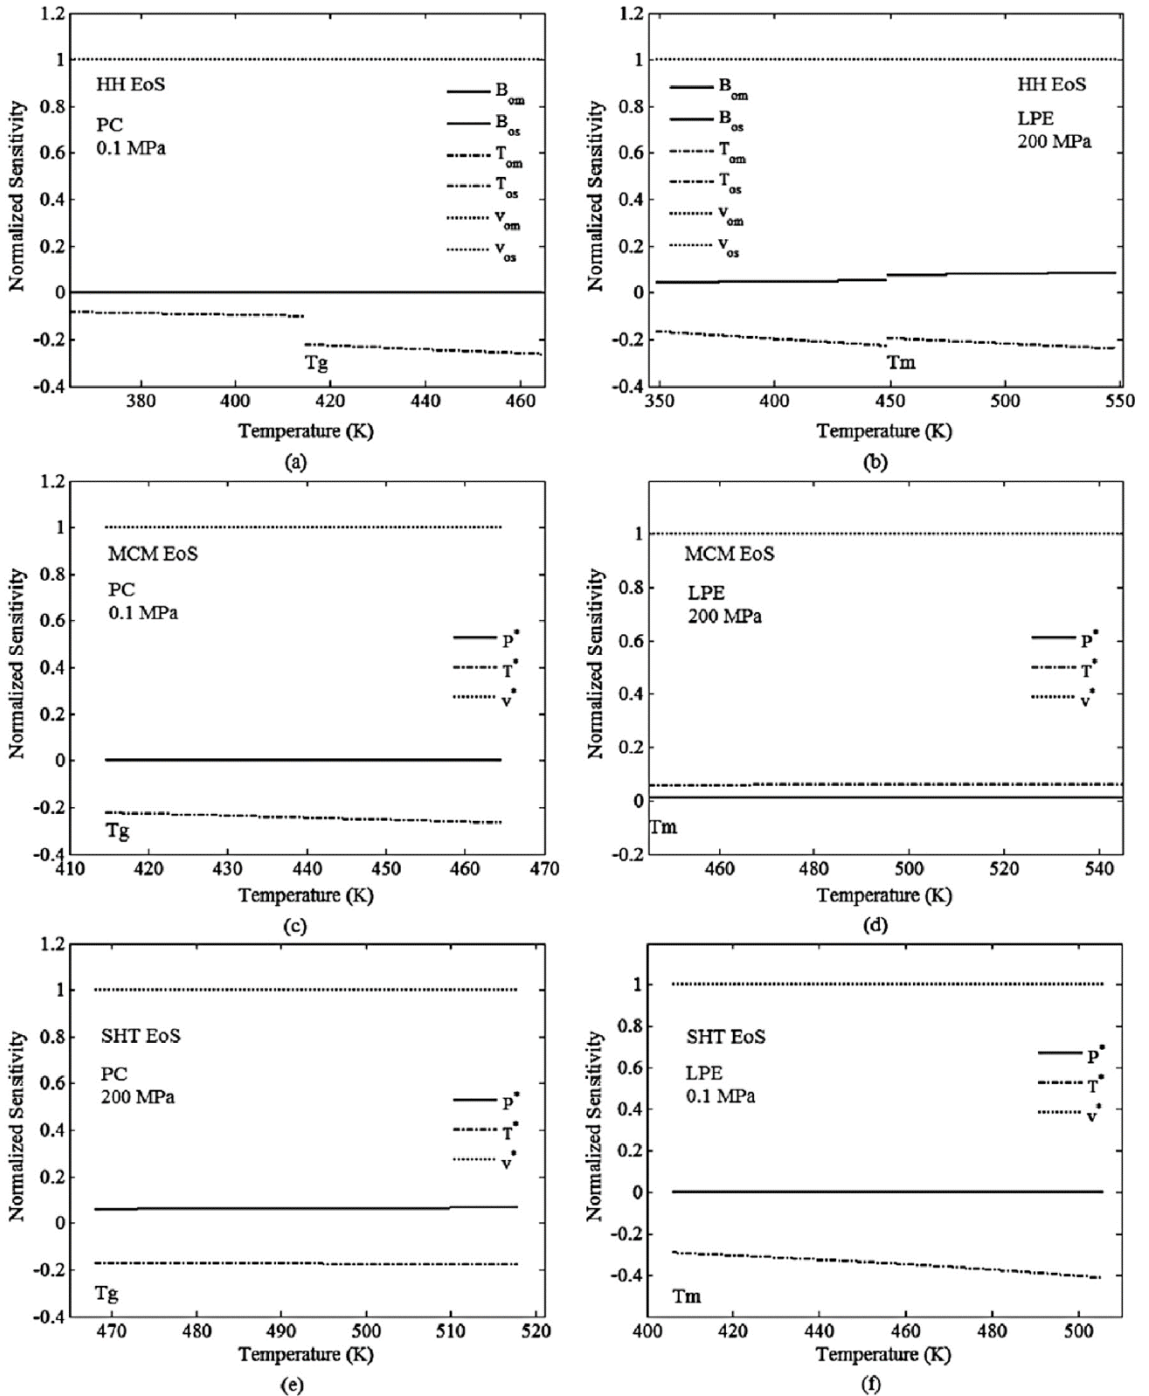 1.2
1
0.8
0.6
0.4
0.2
0
-0.2
-0.4
Normalized Sensitivity
HH EoS
PC
0.1 MPa
Bom
Bos
Tom
Tos
vom
vos
Tg
380
400
420
440
460
Temperature (K)
(a)
1.2
1
0.8
0.6
0.4
0.2
0
-0.2
-0.4
Normalized Sensitivity
Bom
Bos
Tom
Tos
vom
vos
HH EoS
LPE
200 MPa
Tm
350
400
450
500
550
Temperature (K)
(b)
1.2
1
0.8
0.6
0.4
0.2
0
-0.2
-0.4
Normalized Sensitivity
MCM EoS
PC
0.1 MPa
P*
T*
v*
Tg
410
420
430
440
450
460
470
Temperature (K)
(c)
1
0.8
0.6
0.4
0.2
0
-0.2
Normalized Sensitivity
MCM EoS
LPE
200 MPa
P*
T*
v*
Tm
460
480
500
520
540
Temperature (K)
(d)
1.2
1
0.8
0.6
0.4
0.2
0
-0.2
-0.4
Normalized Sensitivity
SHT EoS
PC
200 MPa
P*
T*
v*
Tg
470
480
490
500
510
520
Temperature (K)
(e)
1
0.8
0.6
0.4
0.2
0
-0.2
-0.4
Normalized Sensitivity
SHT EoS
LPE
0.1 MPa
P*
T*
v*
Tm
400
420
440
460
480
500
Temperature (K)
(f)